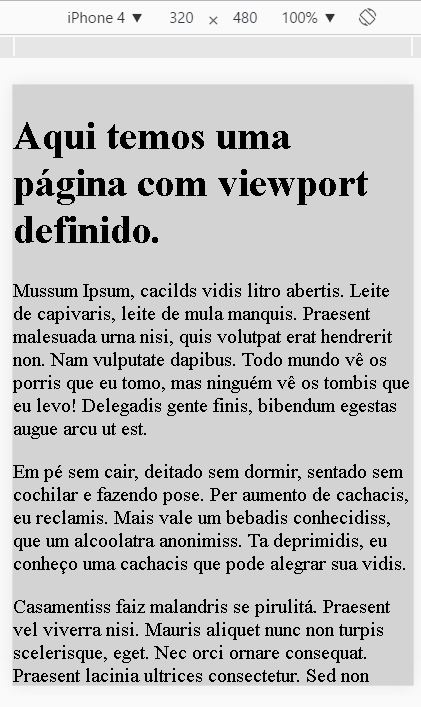 iPhone 4 ▼ 320 × 480 100% ▼
Aqui temos uma
página com viewport
definido.
Mussum Ipsum, cacilds vidis litro abertis. Leite
de capivaris, leite de mula manquis. Praesent
malesuada urna nisi, quis volutpat erat hendrerit
non. Nam vulputate dapibus. Todo mundo vê os
porris que eu tomo, mas ninguém vê os tombis que
eu levo! Delegadis gente finis, bibendum egestas
augue arcu ut est.
Em pé sem cair, deitado sem dormir, sentado sem
cochilar e fazendo pose. Per aumento de cachacis,
eu reclamis. Mais vale um bebadis conhecidiss,
que um alcoolatra anonimiss. Ta deprimidis, eu
conheço uma cachacis que pode alegrar sua vidis.
Casamentiss faiz malandris se pirulitá. Praesent
vel viverra nisi. Mauris aliquet nunc non turpis
scelerisque, eget. Nec orci ornare consequat.
Praesent lacinia ultrices consectetur. Sed non